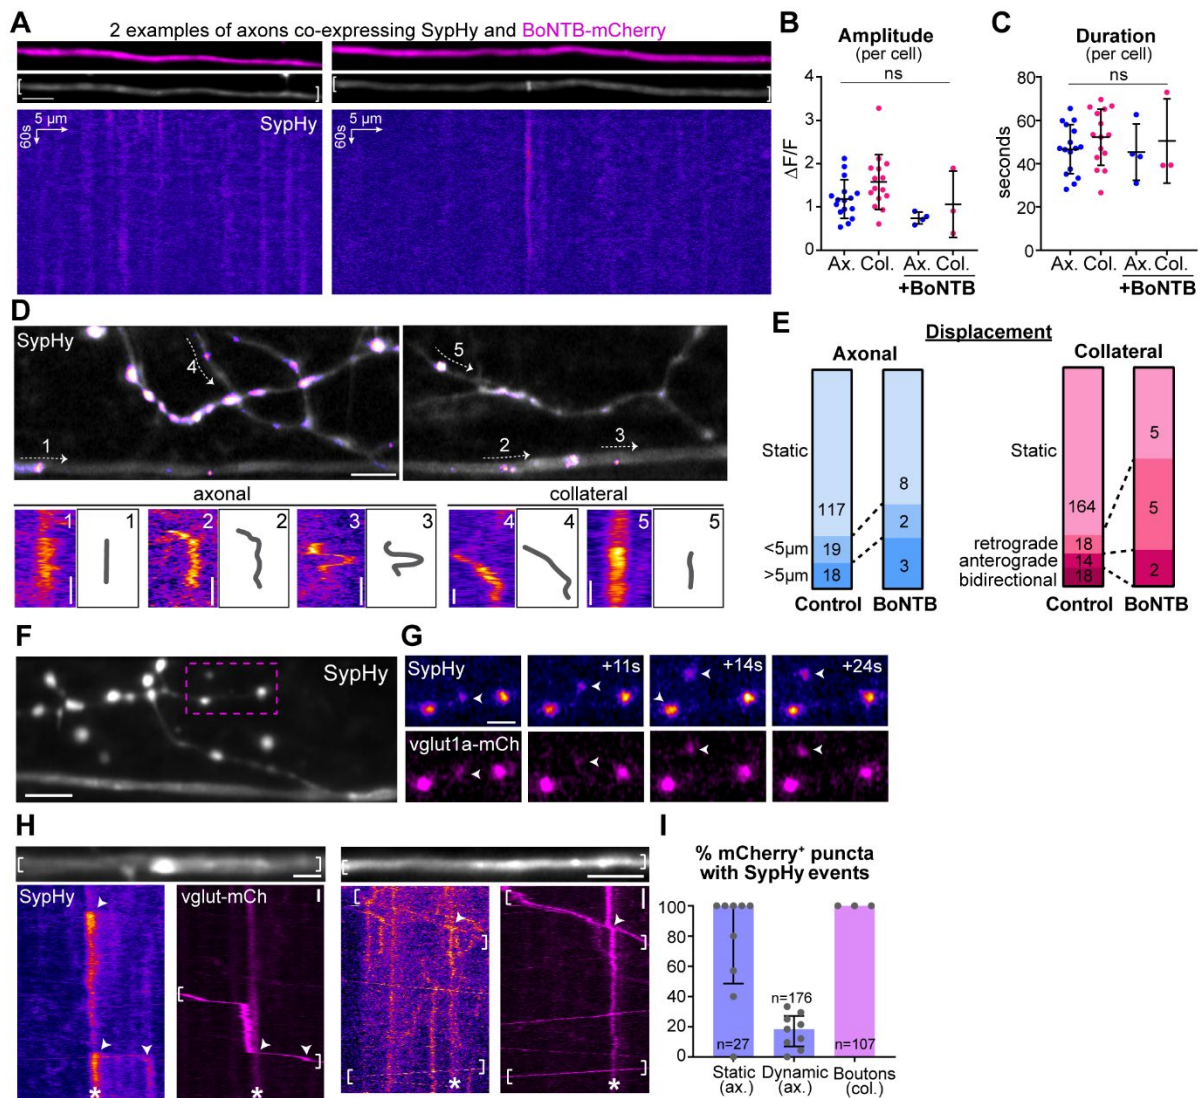 A
2 examples of axons co-expressing SypHy and BoNTB-mCherry
[ ]
[ ]
5 µm
60s
SypHy
5 µm
60s
B
Amplitude
(per cell)
ns
ΔF/F
4
3
2
1
0
Ax. Col. Ax. Col.
+BoNTB
C
Duration
(per cell)
ns
seconds
80
60
40
20
0
Ax. Col. Ax. Col.
+BoNTB
D
SypHy
4
1
5
2
3
axonal
collateral
1 1 2 2 3 3 4 4 5 5
E
Displacement
Axonal
Static
117
8
<5µm
19
2
>5µm
18
3
Control BoNTB
Collateral
Static
164
5
retrograde
18
5
anterograde
14
2
bidirectional
18
Control BoNTB
F
SypHy
G
SypHy
+11s
+14s
+24s
vglut1a-mCh
H
[ ]
[ ]
SypHy
vglut-mCh
[
]
[
]
[ ]
[
]
[ ]
*
*
*
*
I
% mCherry⁺ puncta
with SypHy events
100
80
60
40
20
0
n=27
n=176
n=107
Static Dynamic Boutons
(ax.) (ax.) (col.)